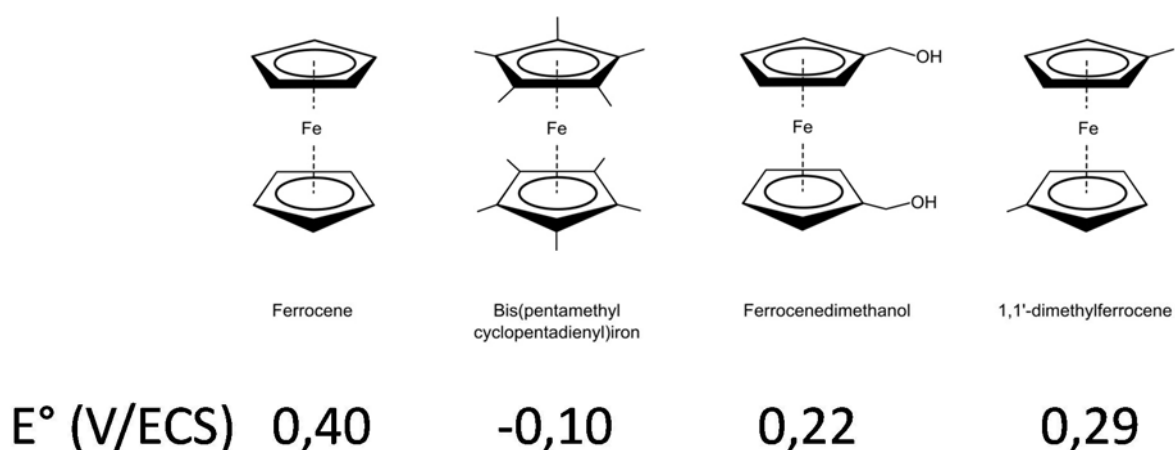 OH
Fe
Fe
Fe
Fe
OH
Ferrocene
Bis(pentamethyl
cyclopentadienyl)iron
Ferrocenedimethanol
1,1'-dimethylferrocene
E° (V/ECS) 0,40 -0,10 0,22 0,29